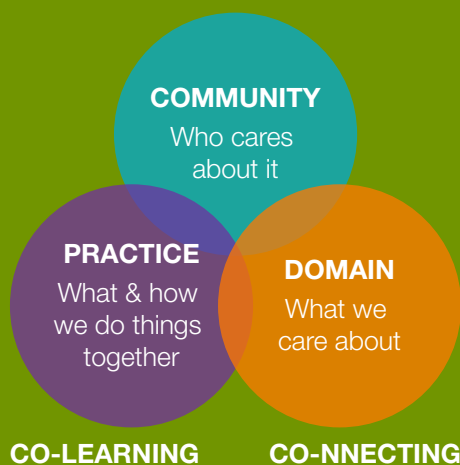 COMMUNITY
Who cares
about it
PRACTICE
What & how
we do things
together
DOMAIN
What we
care about
CO-LEARNING
CO-NNECTING